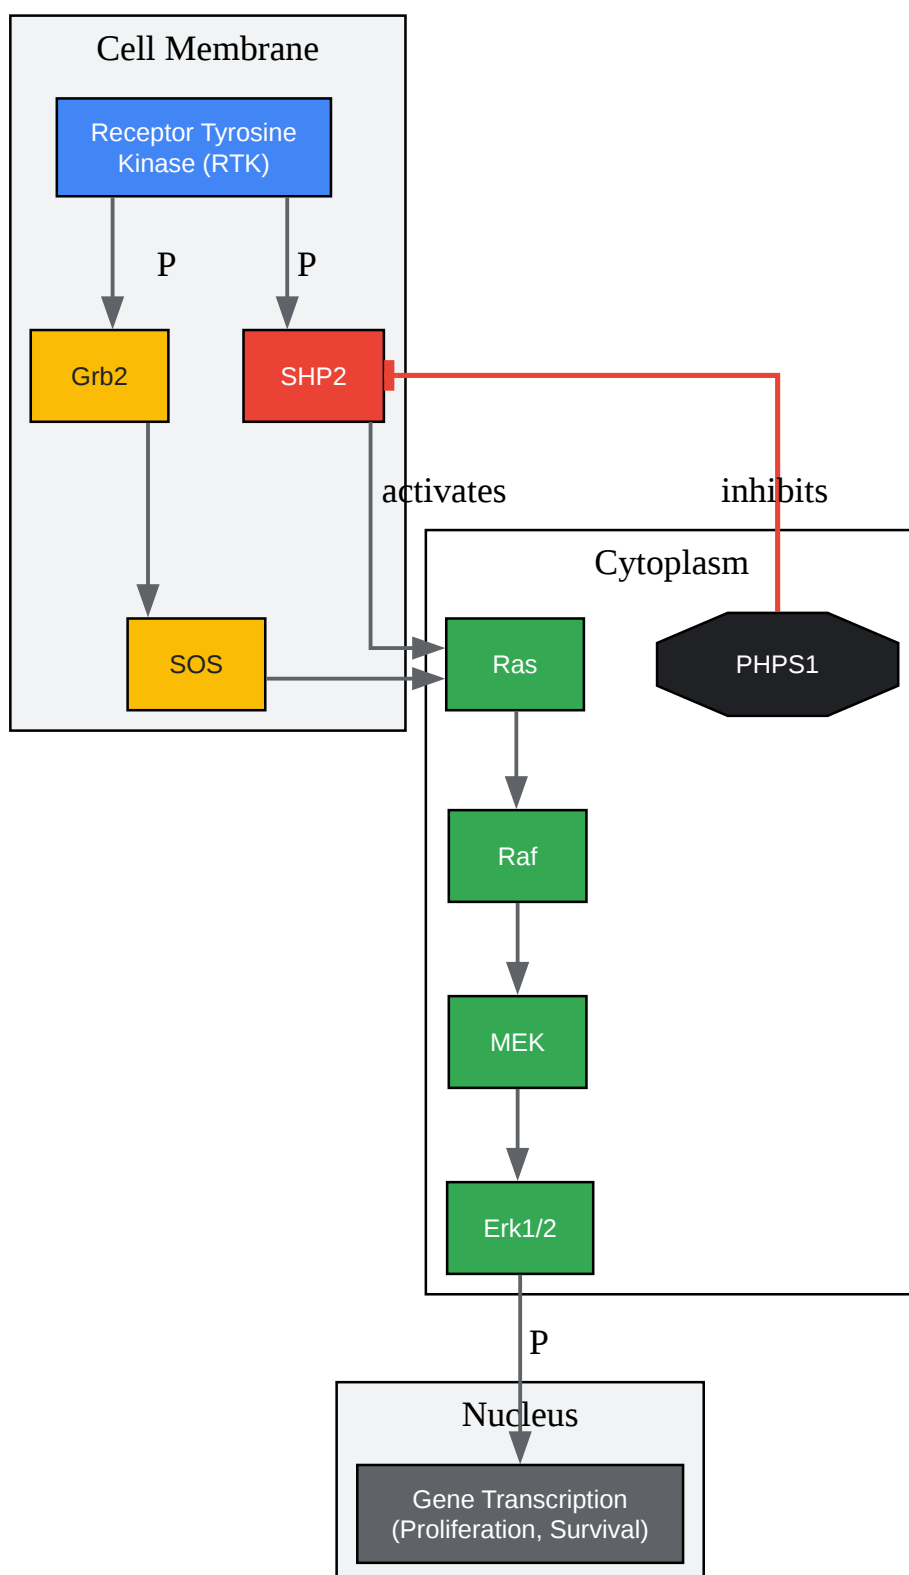 Cell Membrane
Receptor Tyrosine
Kinase (RTK)
P
P
Grb2
SHP2
activates
inhibits
Cytoplasm
SOS
Ras
PHPS1
Raf
MEK
Erk1/2
P
Nucleus
Gene Transcription
(Proliferation, Survival)